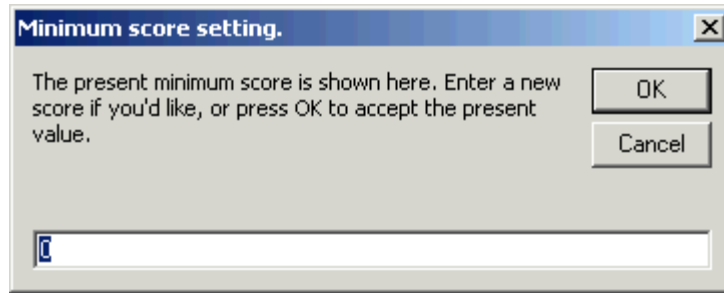 Minimum score setting.
The present minimum score is shown here. Enter a new
score if you'd like, or press OK to accept the present
value.
OK
Cancel
0